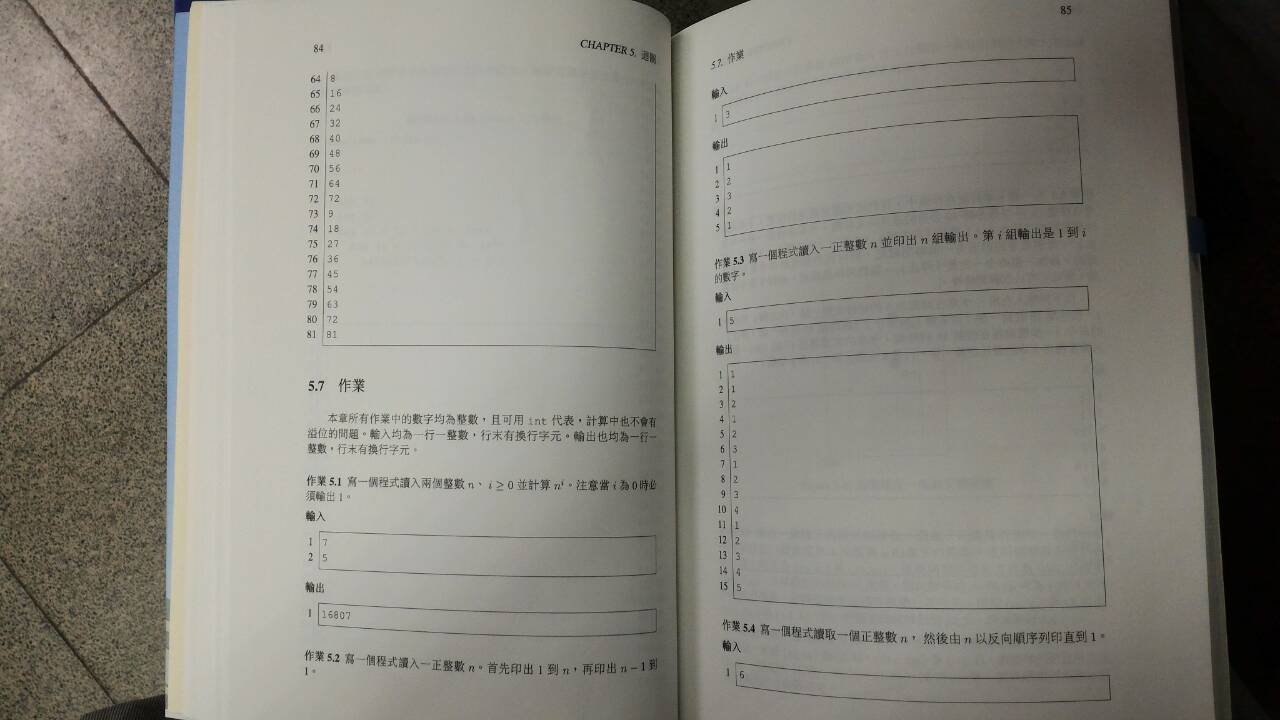 84
CHAPTER 5. 迴圈
64 8
65 16
66 24
67 32
68 40
69 48
70 56
71 64
72 72
73 9
74 18
75 27
76 36
77 45
78 54
79 63
80 72
81 81
5.7 作業
本章所有作業中的數字均為整數，且可用 int 代表，計算中也不會有
溢位的問題。輸入均為一行一整數，行末有換行字元。輸出也均為一行一
整數，行末有換行字元。
作業 5.1 寫一個程式讀入兩個整數 n、i ≥ 0 並計算 nⁱ。注意當 i 為 0 時必
須輸出 1。
輸入
1 7
2 5
輸出
1 16807
作業 5.2 寫一個程式讀入一正整數 n。首先印出 1 到 n，再印出 n − 1 到
1。
85
5.7. 作業
輸入
1 3
輸出
1 1
2 2
3 3
4 2
5 1
作業 5.3 寫一個程式讀入一正整數 n 並印出 n 組輸出。第 i 組輸出是 1 到 i
的數字。
輸入
1 5
輸出
1 1
2 1
3 2
4 1
5 2
6 3
7 1
8 2
9 3
10 4
11 1
12 2
13 3
14 4
15 5
作業 5.4 寫一個程式讀取一個正整數 n，然後由 n 以反向順序列印直到 1。
輸入
1 6